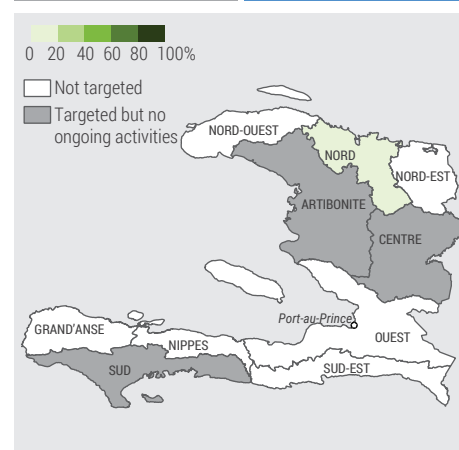 0 20 40 60 80 100%
Not targeted
Targeted but no
ongoing activities
NORD-OUEST
NORD
NORD-EST
ARTIBONITE
CENTRE
Port-au-Prince
GRAND'ANSE
OUEST
NIPPES
SUD
SUD-EST